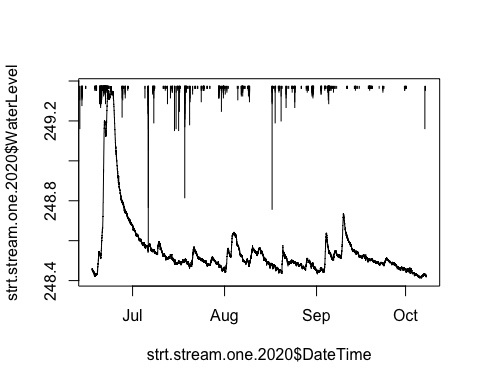 strt.stream.one.2020$WaterLevel
249.2
248.8
248.4
Jul
Aug
Sep
Oct
strt.stream.one.2020$DateTime